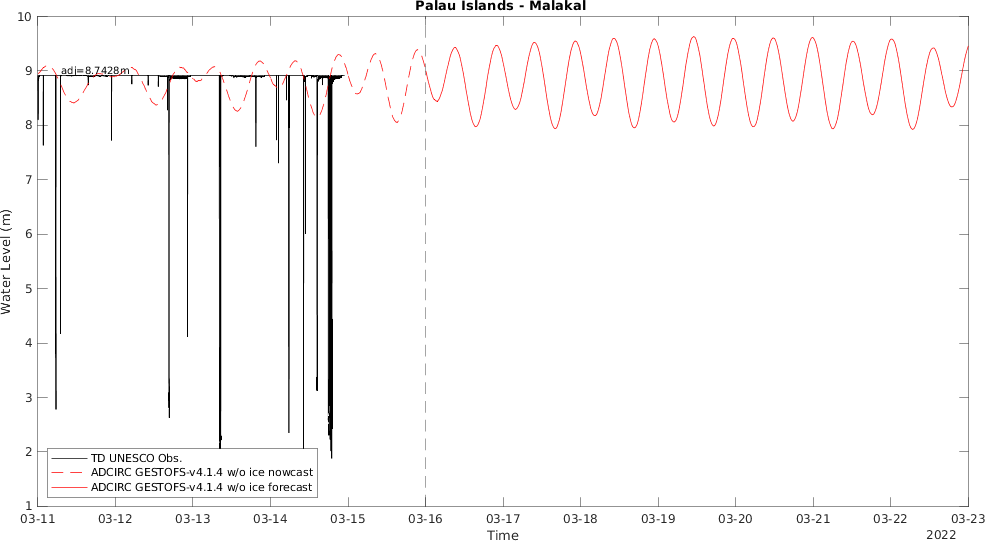 Palau Islands - Malakal
10
9
8
7
6
5
4
3
2
1
Water Level (m)
adj=8.7428m
TD UNESCO Obs.
ADCIRC GESTOFS-v4.1.4 w/o ice nowcast
ADCIRC GESTOFS-v4.1.4 w/o ice forecast
03-11 03-12 03-13 03-14 03-15 03-16 03-17 03-18 03-19 03-20 03-21 03-22 03-23
Time
2022